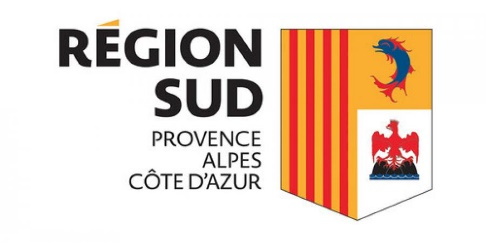 RÉGION
SUD
PROVENCE
ALPES
CÔTE D'AZUR